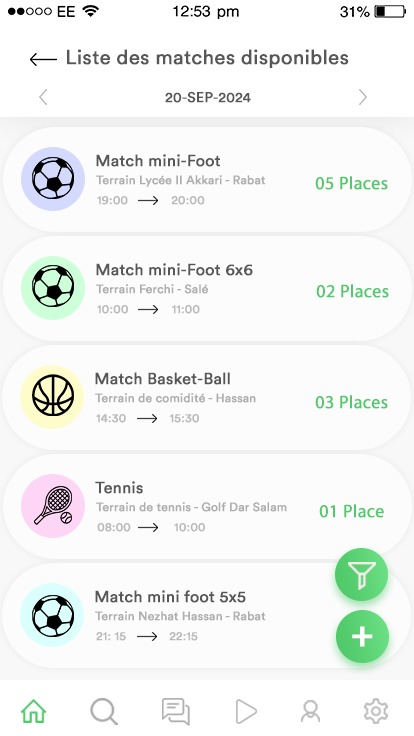 EE 12:53 pm 31%
Liste des matches disponibles
20-SEP-2024
Match mini-Foot
Terrain Lycée II Akkari - Rabat
19:00 20:00
05 Places
Match mini-Foot 6x6
Terrain Ferchi - Salé
10:00 11:00
02 Places
Match Basket-Ball
Terrain de comidité - Hassan
14:30 15:30
03 Places
Tennis
Terrain de tennis - Golf Dar Salam
08:00 10:00
01 Place
Match mini foot 5x5
Terrain Nezhat Hassan - Rabat
21: 15 22:15